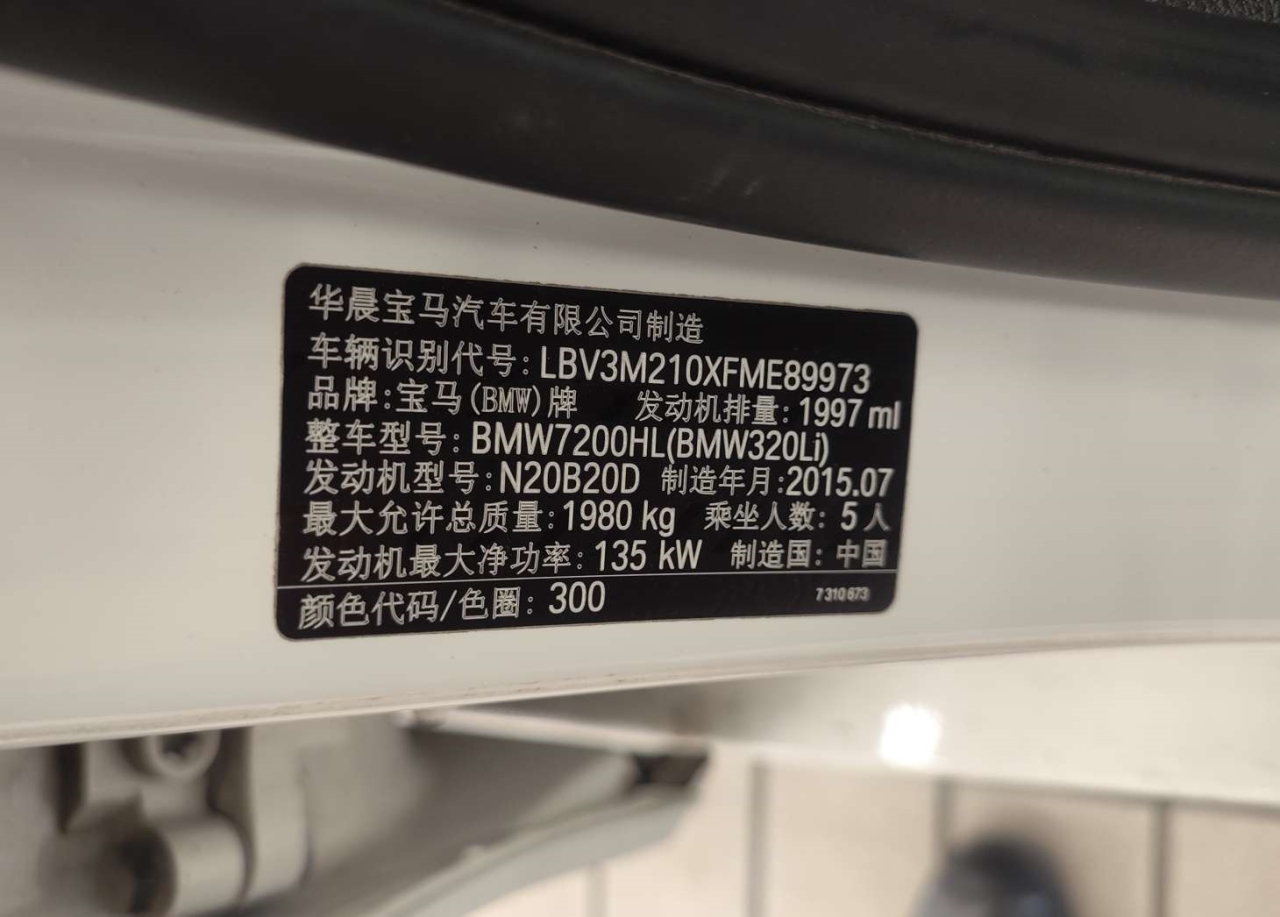 华晨宝马汽车有限公司制造
车辆识别代号: LBV3M210XFME89973
品牌:宝马(BMW)牌 发动机排量: 1997 ml
整车型号: BMW7200HL(BMW320Li)
发动机型号: N20B20D 制造年月:2015.07
最大允许总质量: 1980 kg 乘坐人数: 5 人
发动机最大净功率: 135 kW 制造国: 中国
颜色代码/色圈: 300 7 310 673